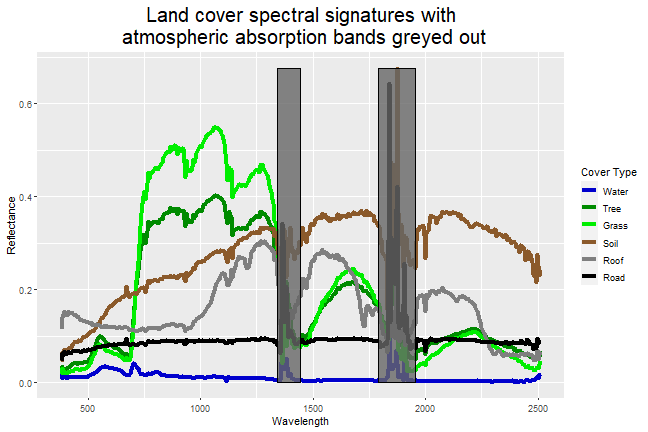 Land cover spectral signatures with
atmospheric absorption bands greyed out
Reflectance
0.6
0.4
0.2
0.0
500
1000
1500
2000
2500
Wavelength
Cover Type
Water
Tree
Grass
Soil
Roof
Road